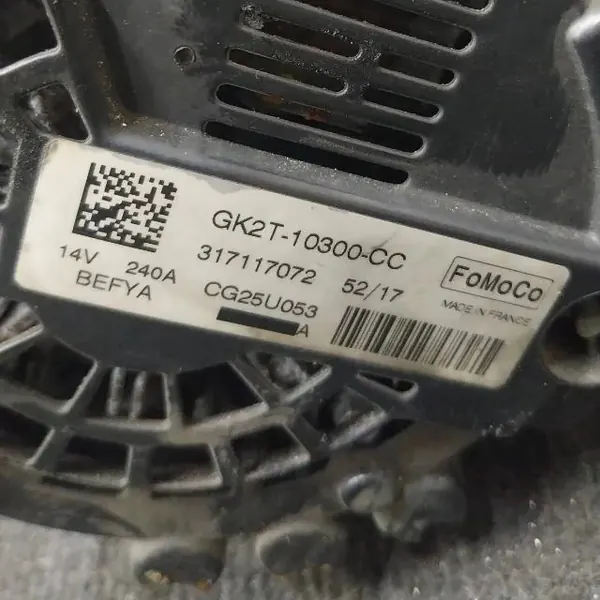 GK2T-10300-CC
14V 240A 317117072 52/17 FoMoCo
BEFYA CG25U053 MADE IN FRANCE
A